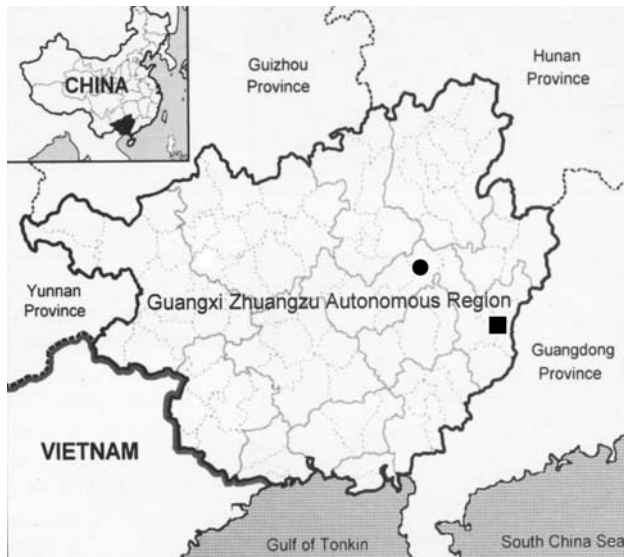 CHINA
Guizhou
Province
Hunan
Province
Yunnan
Province
Guangxi Zhuangzu Autonomous Region
Guangdong
Province
VIETNAM
Gulf of Tonkin
South China Sea